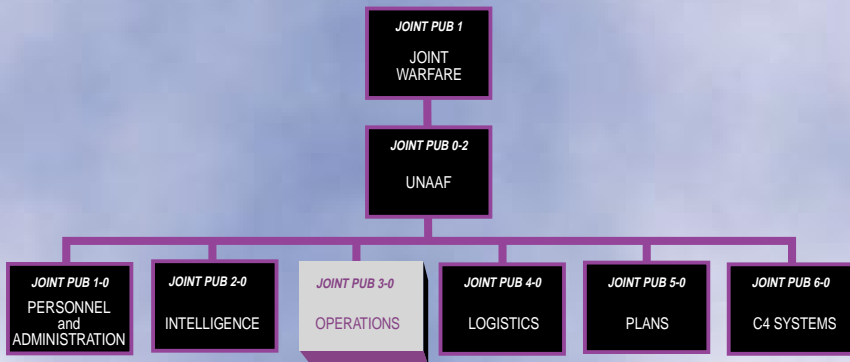 JOINT PUB 1
JOINT
WARFARE
JOINT PUB 0-2
UNAAF
JOINT PUB 1-0
PERSONNEL
and
ADMINISTRATION
JOINT PUB 2-0
INTELLIGENCE
JOINT PUB 3-0
OPERATIONS
JOINT PUB 4-0
LOGISTICS
JOINT PUB 5-0
PLANS
JOINT PUB 6-0
C4 SYSTEMS